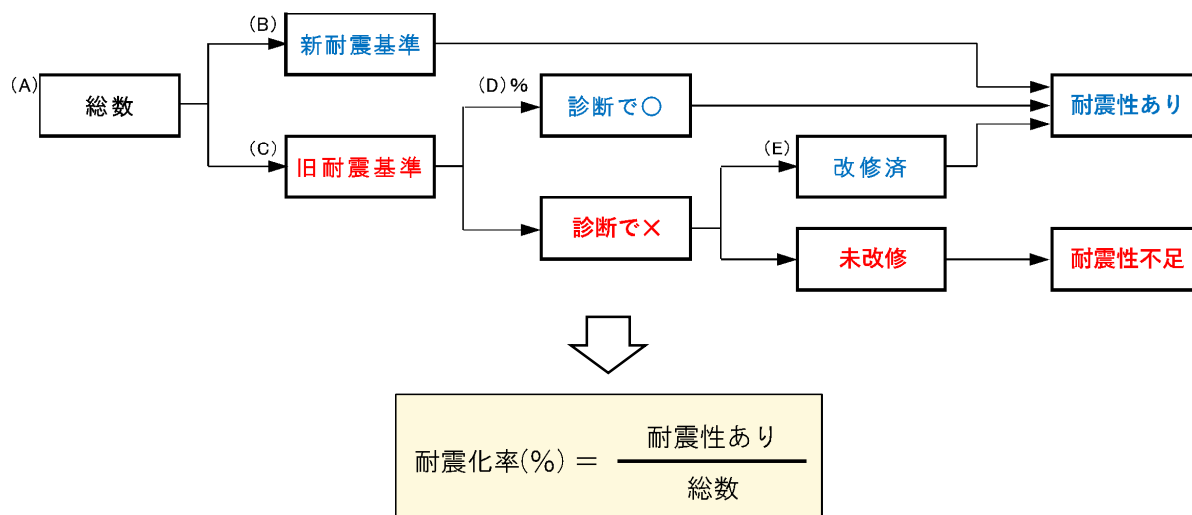 (A)
総数
(B)
新耐震基準
(C)
旧耐震基準
(D)%
診断で○
診断で×
(E)
改修済
未改修
耐震性あり
耐震性不足
耐震化率(%) =
耐震性あり
総数